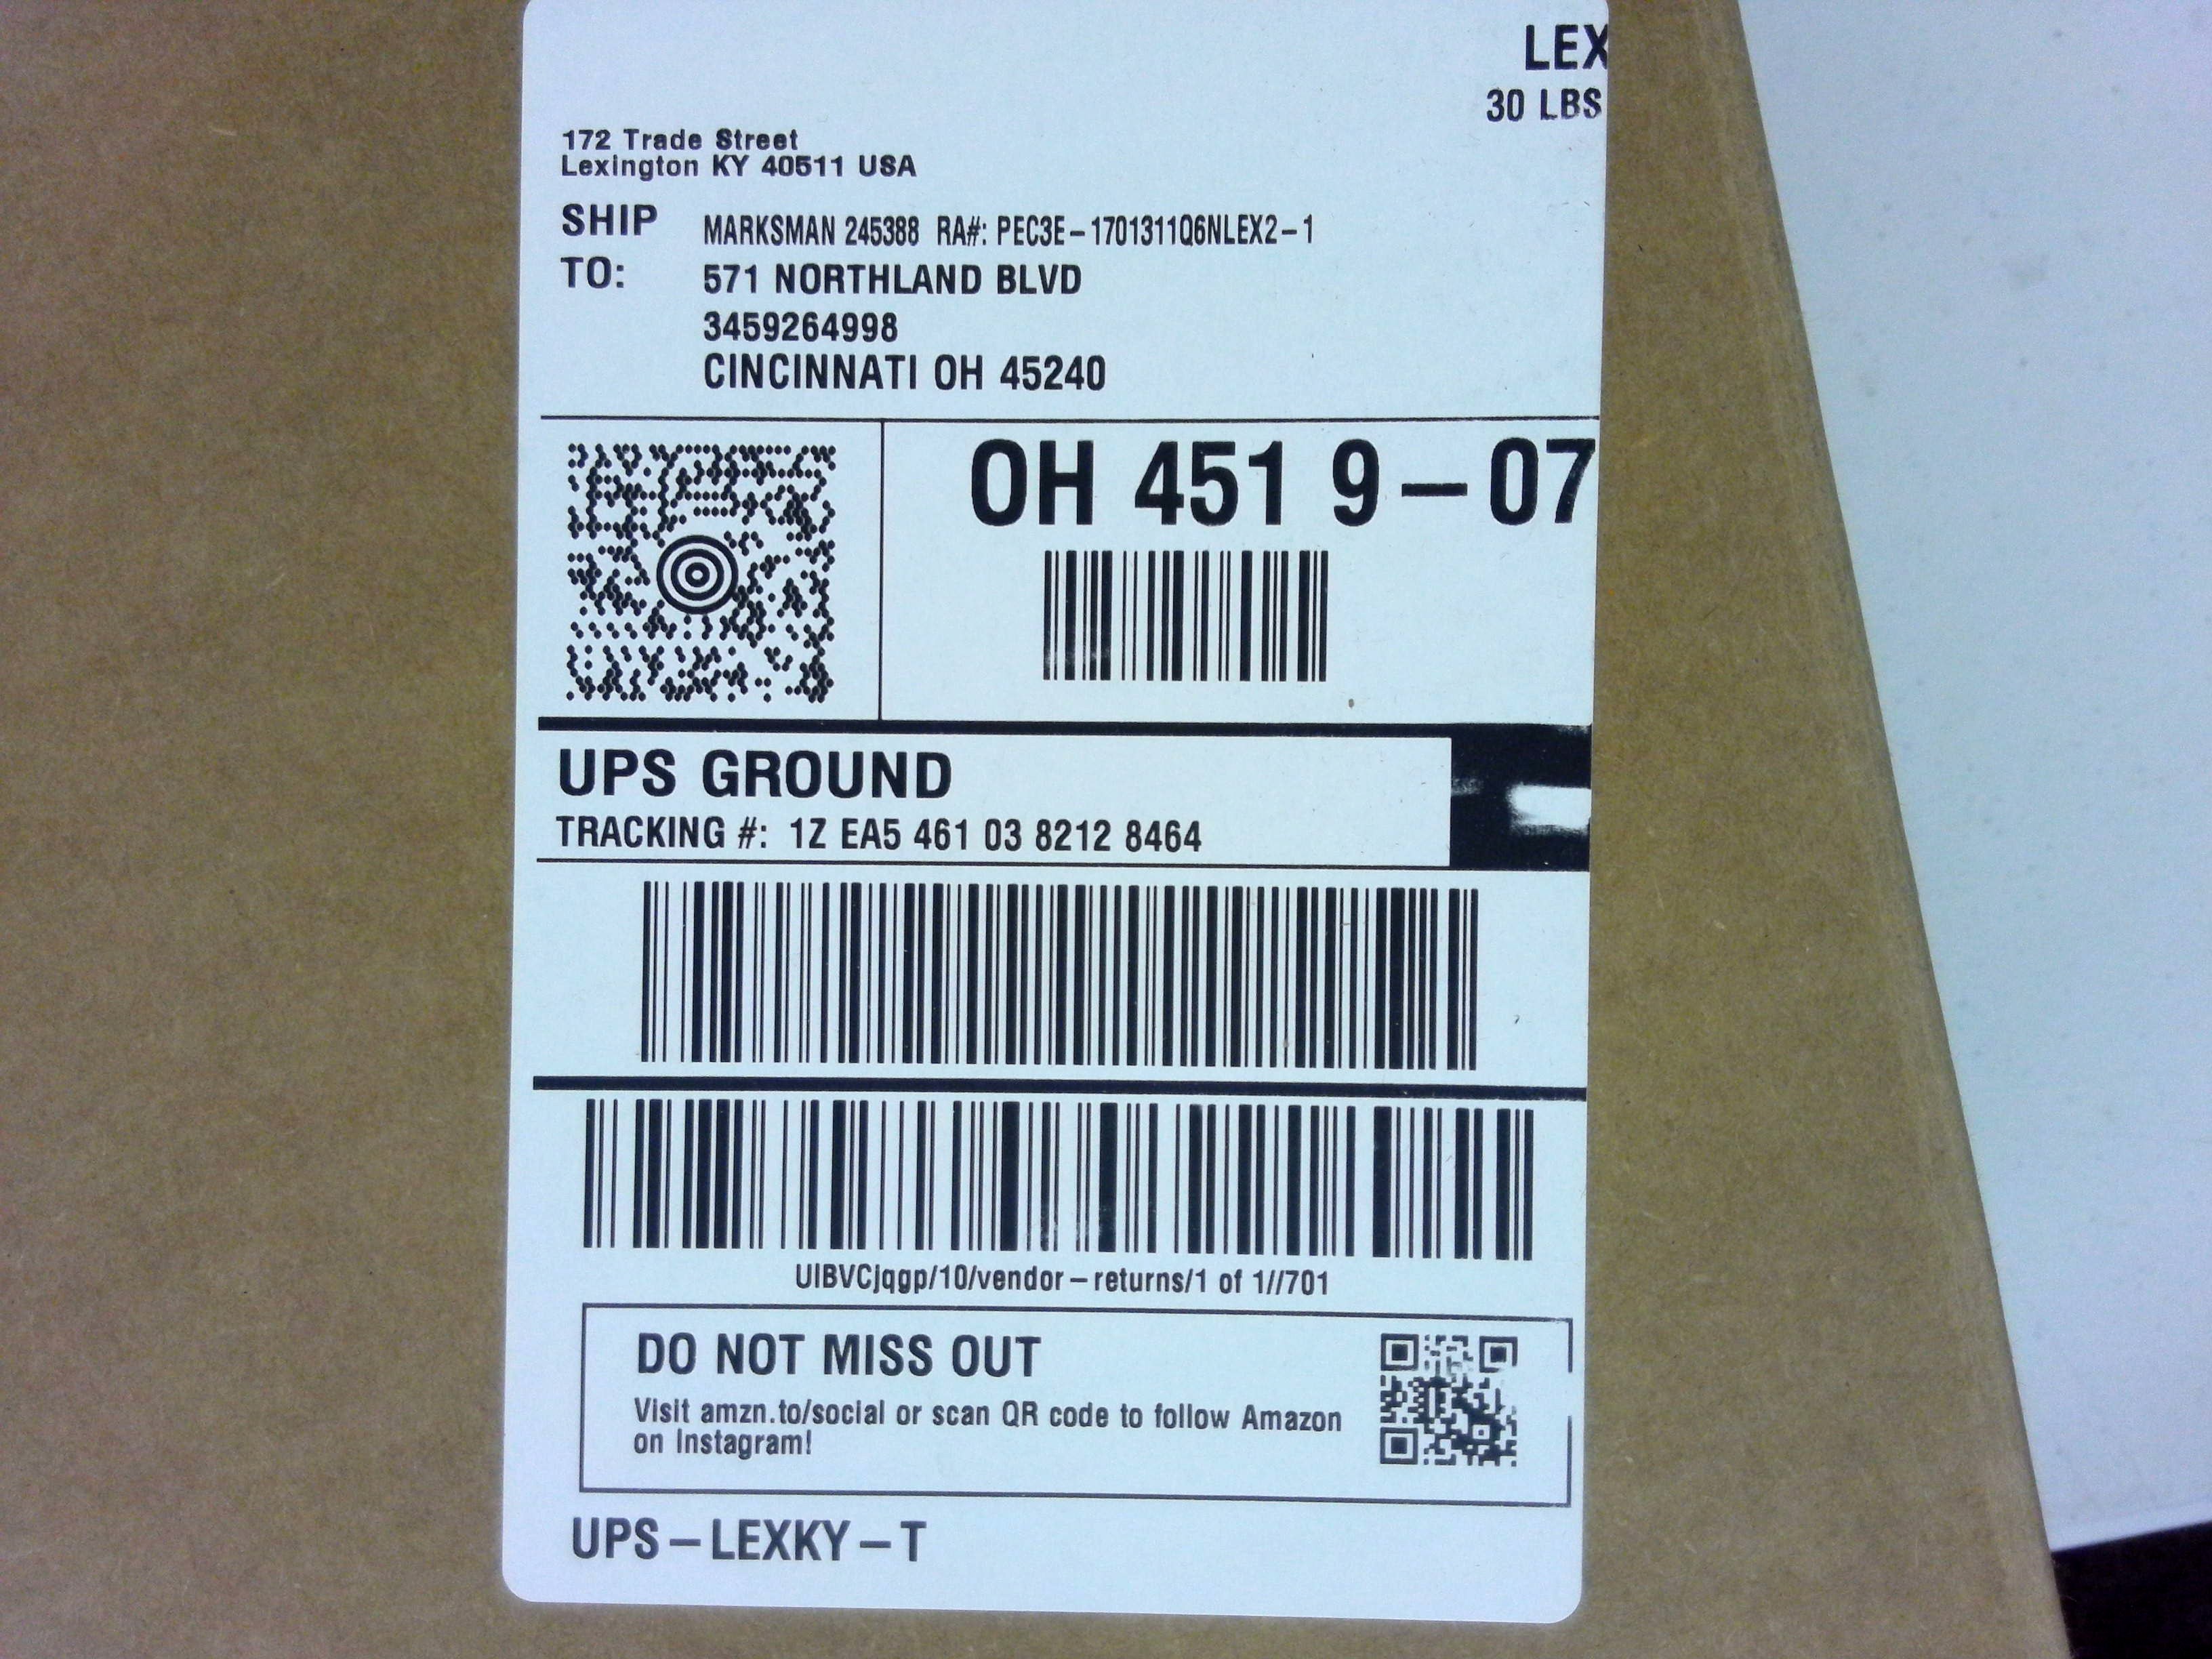 LEX
30 LBS
172 Trade Street
Lexington KY 40511 USA
SHIP TO:
MARKSMAN 245388 RA#: PEC3E-1701311Q6NLEX2-1
571 NORTHLAND BLVD
3459264998
CINCINNATI OH 45240
OH 451 9-07
UPS GROUND
TRACKING #: 1Z EA5 461 03 8212 8464
UIBVCjqgp/10/vendor-returns/1 of 1//701
DO NOT MISS OUT
Visit amzn.to/social or scan QR code to follow Amazon
on Instagram!
UPS-LEXKY-T